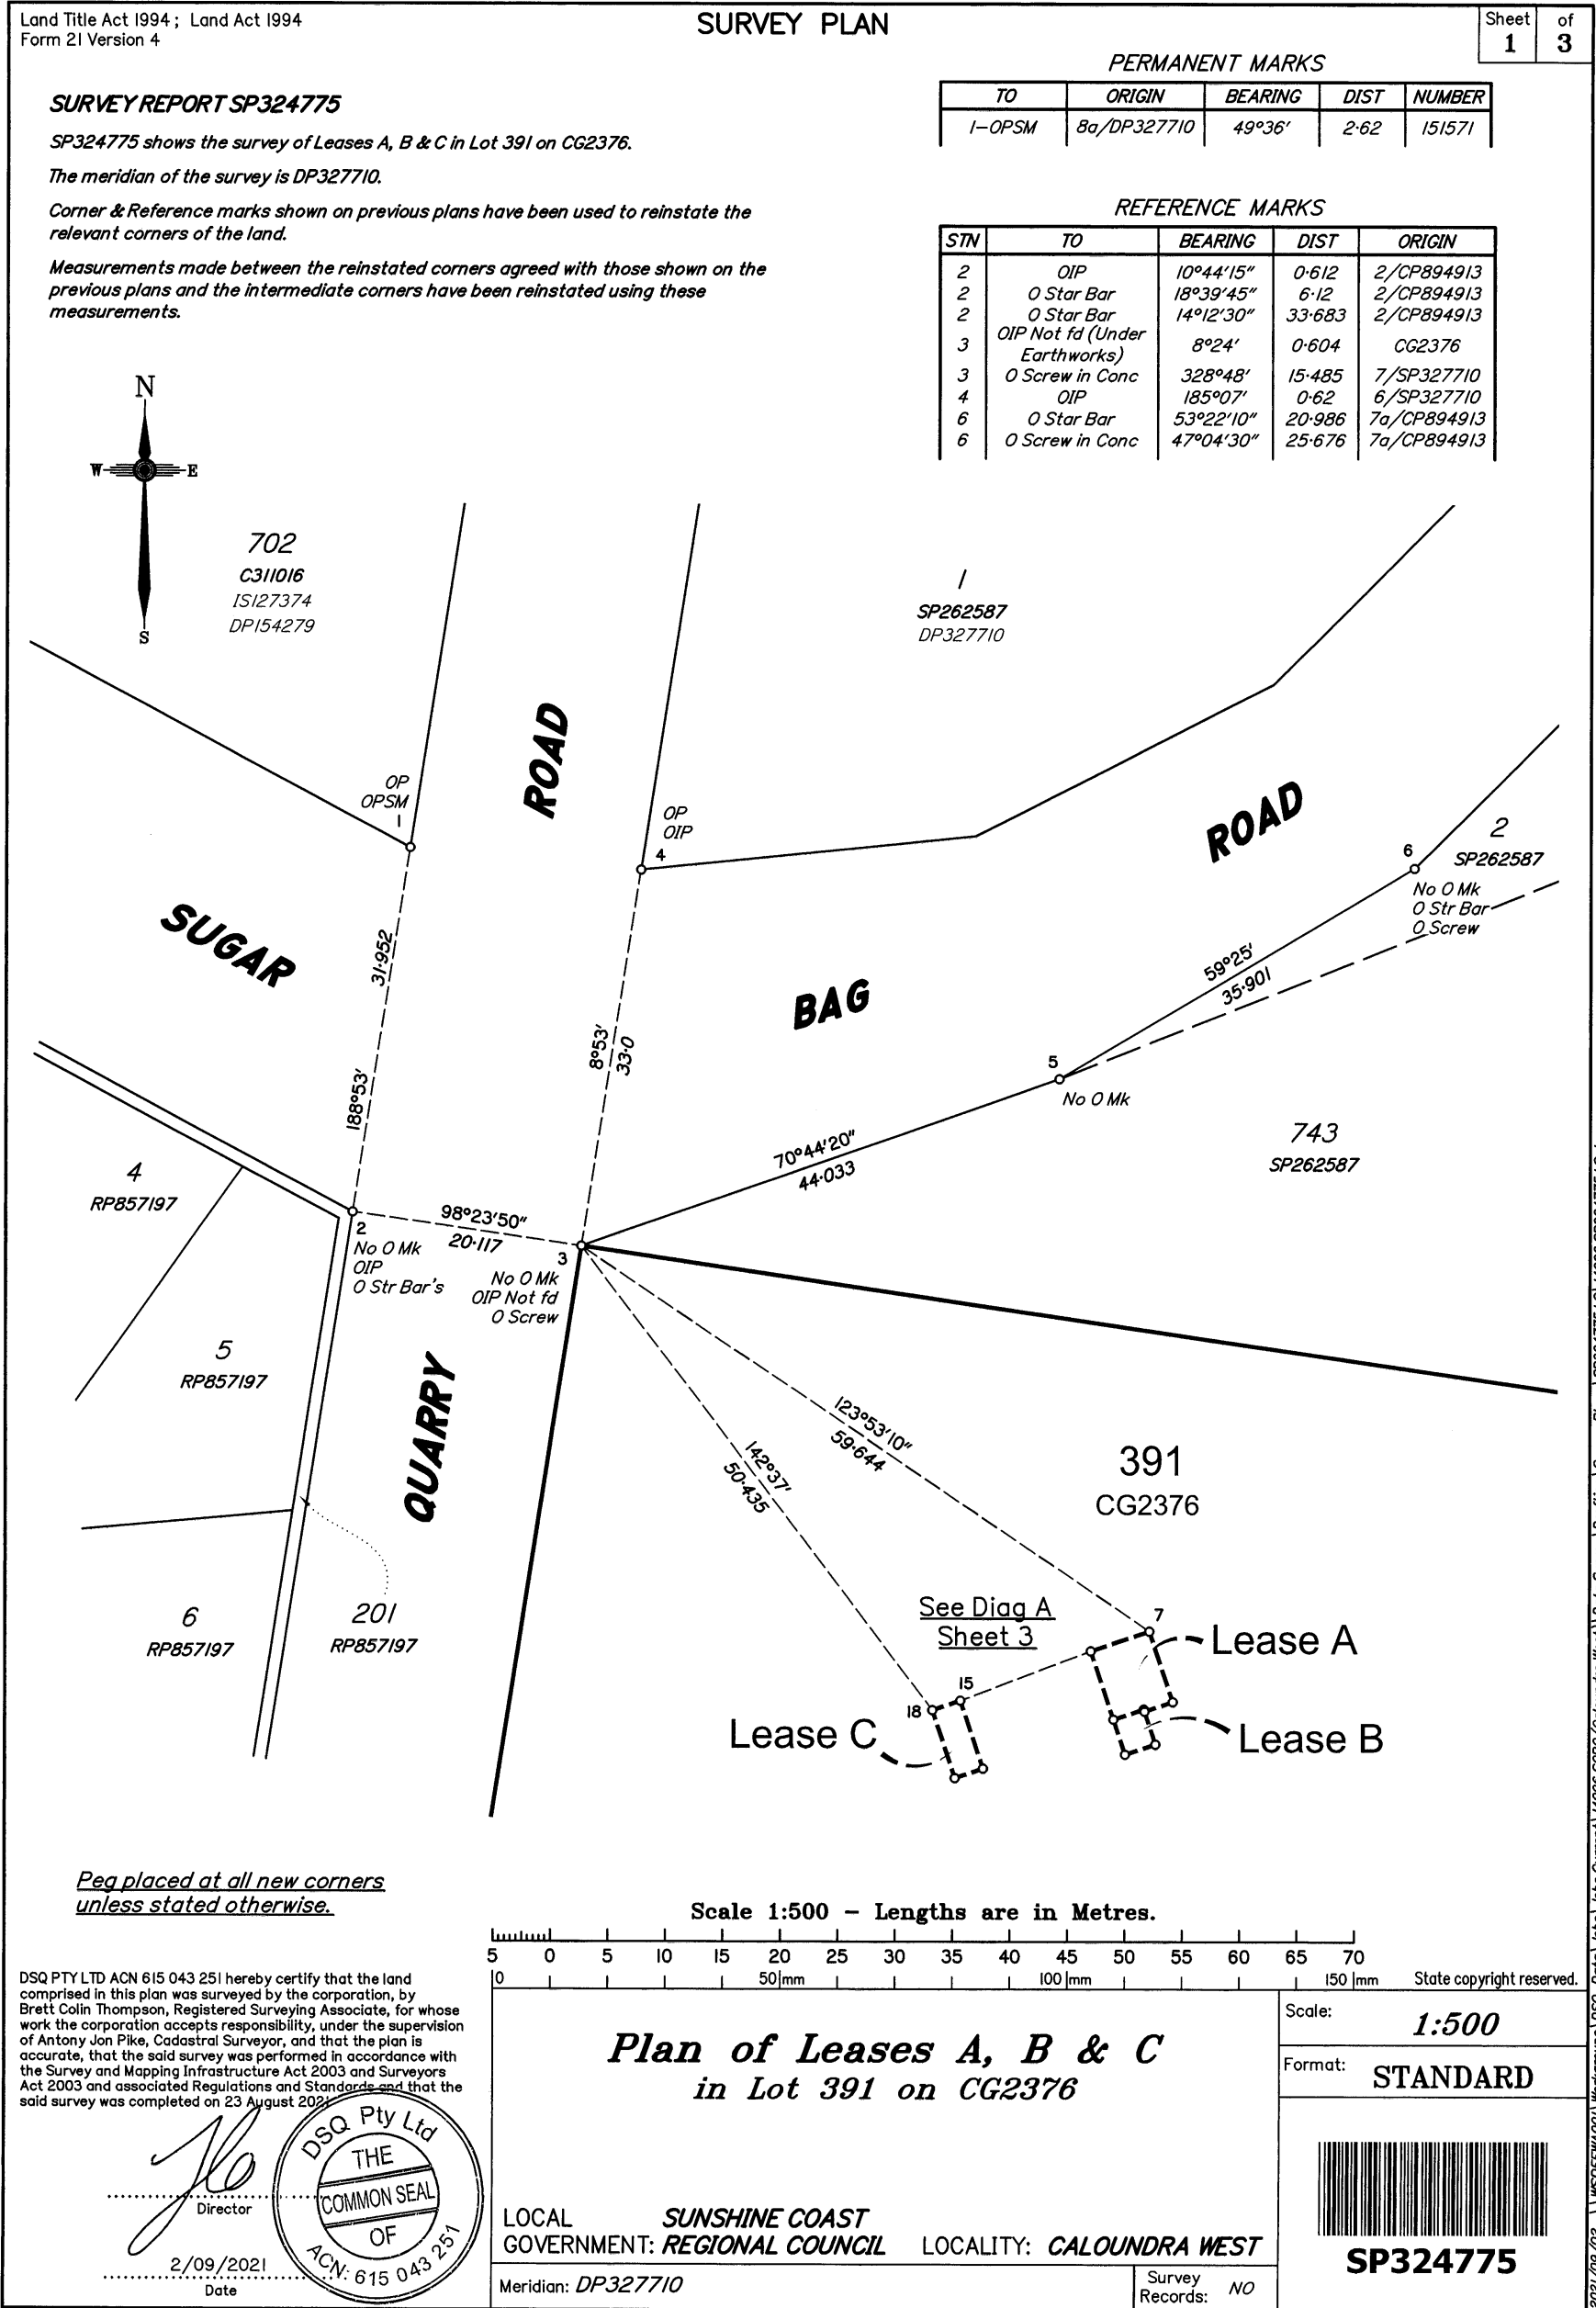 Land Title Act 1994 ; Land Act 1994
Form 21 Version 4
SURVEY PLAN
Sheet 1 of 3
SURVEY REPORT SP324775
SP324775 shows the survey of Leases A, B & C in Lot 391 on CG2376.
The meridian of the survey is DP327710.
Corner & Reference marks shown on previous plans have been used to reinstate the
relevant corners of the land.
Measurements made between the reinstated corners agreed with those shown on the
previous plans and the intermediate corners have been reinstated using these
measurements.
PERMANENT MARKS
TO ORIGIN BEARING DIST NUMBER
1-OPSM 8a/DP327710 49°36' 2·62 151571
REFERENCE MARKS
STN TO BEARING DIST ORIGIN
2 OIP 10°44'15" 0·612 2/CP894913
2 O Star Bar 18°39'45" 6·12 2/CP894913
2 O Star Bar 14°12'30" 33·683 2/CP894913
3 OIP Not fd (Under Earthworks) 8°24' 0·604 CG2376
3 O Screw in Conc 328°48' 15·485 7/SP327710
4 OIP 185°07' 0·62 6/SP327710
6 O Star Bar 53°22'10" 20·986 7a/CP894913
6 O Screw in Conc 47°04'30" 25·676 7a/CP894913
N
W E
S
702
C311016
IS127374
DP154279
1
SP262587
DP327710
ROAD
OP
OPSM
1
OP
OIP
4
ROAD
2
SP262587
6
No O Mk
O Str Bar
O Screw
SUGAR
31·952
188°53'
8°53'
33·0
BAG
59°25'
35·901
5
No O Mk
70°44'20"
44·033
743
SP262587
4
RP857197
2
No O Mk
OIP
O Str Bar's
98°23'50"
20·117
3
No O Mk
OIP Not fd
O Screw
5
RP857197
QUARRY
123°53'10"
59·644
142°37'
50·435
391
CG2376
6
RP857197
201
RP857197
See Diag A
Sheet 3
7
Lease A
15
18
Lease C
Lease B
Peg placed at all new corners
unless stated otherwise.
Scale 1:500 – Lengths are in Metres.
5 0 5 10 15 20 25 30 35 40 45 50 55 60 65 70
0 50 mm 100 mm 150 mm
State copyright reserved.
DSQ PTY LTD ACN 615 043 251 hereby certify that the land
comprised in this plan was surveyed by the corporation, by
Brett Colin Thompson, Registered Surveying Associate, for whose
work the corporation accepts responsibility, under the supervision
of Antony Jon Pike, Cadastral Surveyor, and that the plan is
accurate, that the said survey was performed in accordance with
the Survey and Mapping Infrastructure Act 2003 and Surveyors
Act 2003 and associated Regulations and Standards and that the
said survey was completed on 23 August 2021
Director
2/09/2021
Date
DSQ Pty Ltd
THE
COMMON SEAL
OF
ACN: 615 043 251
Plan of Leases A, B & C
in Lot 391 on CG2376
LOCAL
GOVERNMENT: SUNSHINE COAST
REGIONAL COUNCIL
LOCALITY: CALOUNDRA WEST
Meridian: DP327710
Survey
Records: NO
Scale: 1:500
Format: STANDARD
SP324775